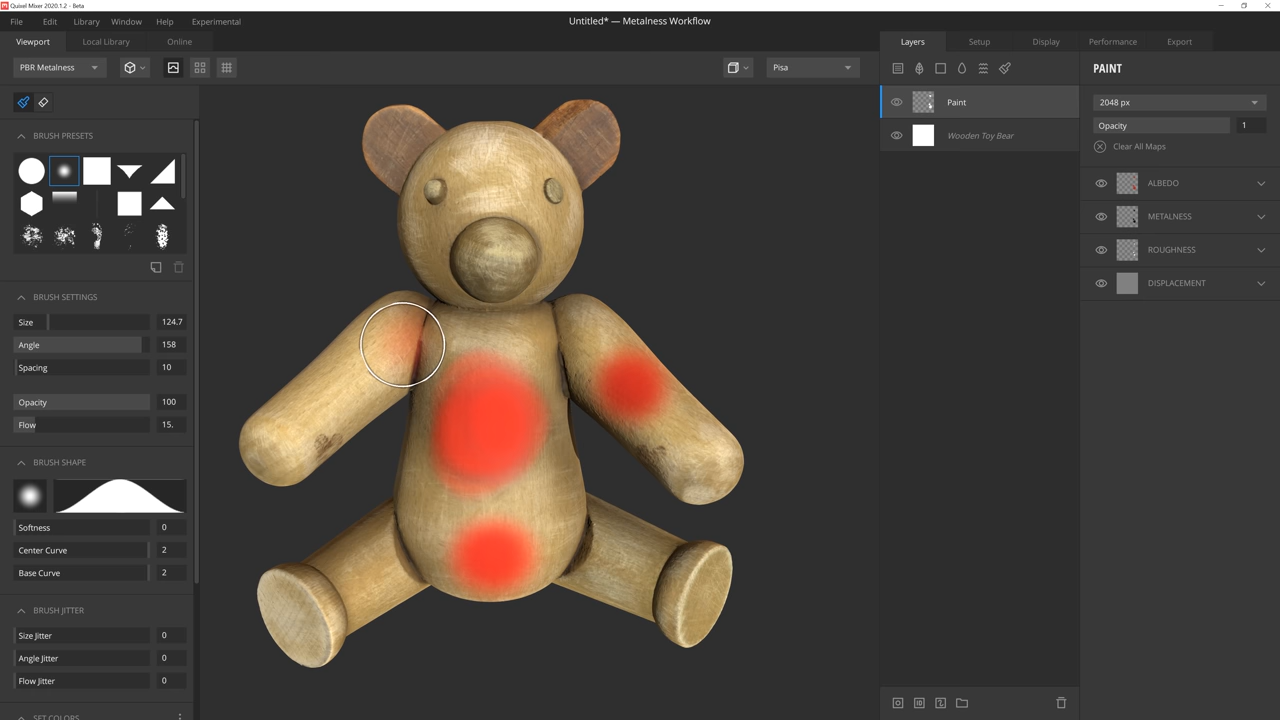 Quixel Mixer 2020.1.2 - Beta
File Edit Library Window Help Experimental
Untitled* — Metalness Workflow
Viewport Local Library Online
Layers Setup Display Performance Export
PBR Metalness
Pisa
PAINT
BRUSH PRESETS
BRUSH SETTINGS
Size 124.7
Angle 158
Spacing 10
Opacity 100
Flow 15.
BRUSH SHAPE
Softness 0
Center Curve 2
Base Curve 2
BRUSH JITTER
Size Jitter 0
Angle Jitter 0
Flow Jitter 0
SET COLORS
Paint
Wooden Toy Bear
2048 px
Opacity 1
Clear All Maps
ALBEDO
METALNESS
ROUGHNESS
DISPLACEMENT